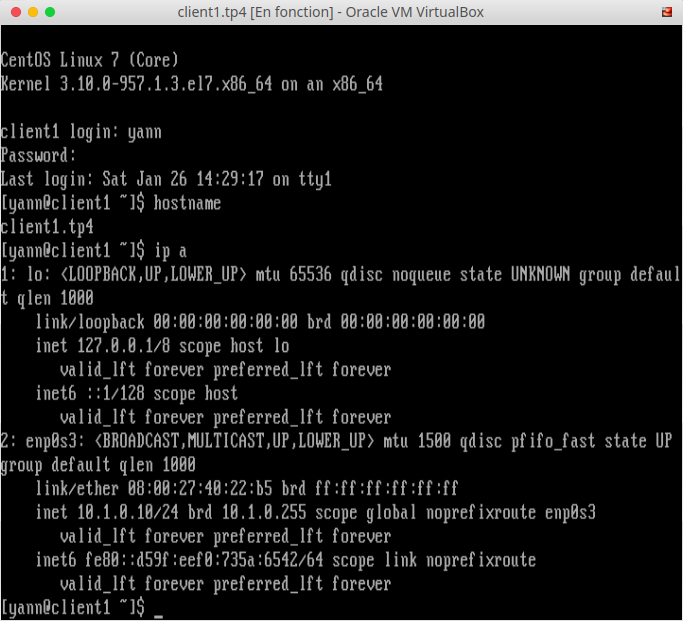 client1.tp4 [En fonction] - Oracle VM VirtualBox
CentOS Linux 7 (Core)
Kernel 3.10.0-957.1.3.el7.x86_64 on an x86_64
client1 login: yann
Password:
Last login: Sat Jan 26 14:29:17 on tty1
[yann@client1 ~]$ hostname
client1.tp4
[yann@client1 ~]$ ip a
1: lo: <LOOPBACK,UP,LOWER_UP> mtu 65536 qdisc noqueue state UNKNOWN group defaul
t qlen 1000
    link/loopback 00:00:00:00:00:00 brd 00:00:00:00:00:00
    inet 127.0.0.1/8 scope host lo
       valid_lft forever preferred_lft forever
    inet6 ::1/128 scope host
       valid_lft forever preferred_lft forever
2: enp0s3: <BROADCAST,MULTICAST,UP,LOWER_UP> mtu 1500 qdisc pfifo_fast state UP
group default qlen 1000
    link/ether 08:00:27:40:22:b5 brd ff:ff:ff:ff:ff:ff
    inet 10.1.0.10/24 brd 10.1.0.255 scope global noprefixroute enp0s3
       valid_lft forever preferred_lft forever
    inet6 fe80::d59f:eef0:735a:6542/64 scope link noprefixroute
       valid_lft forever preferred_lft forever
[yann@client1 ~]$ _